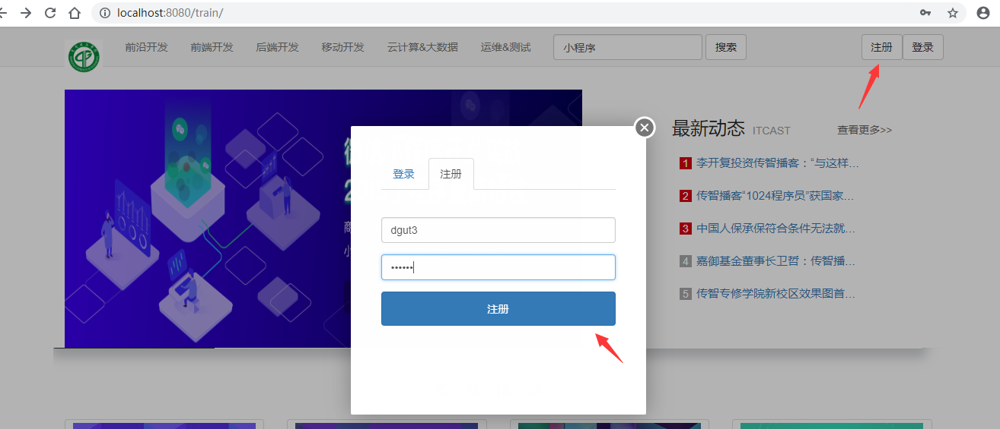 localhost:8080/train/
前沿开发 前端开发 后端开发 移动开发 云计算&大数据 运维&测试 小程序 搜索 注册 登录
最新动态 ITCAST 查看更多>>
1 李开复投资传智播客：“与这样…
2 传智播客“1024程序员”获国家…
3 中国人保承保符合条件无法就…
4 嘉御基金董事长卫哲：传智播…
5 传智专修学院新校区效果图首…
登录 注册
dgut3
••••••
注册